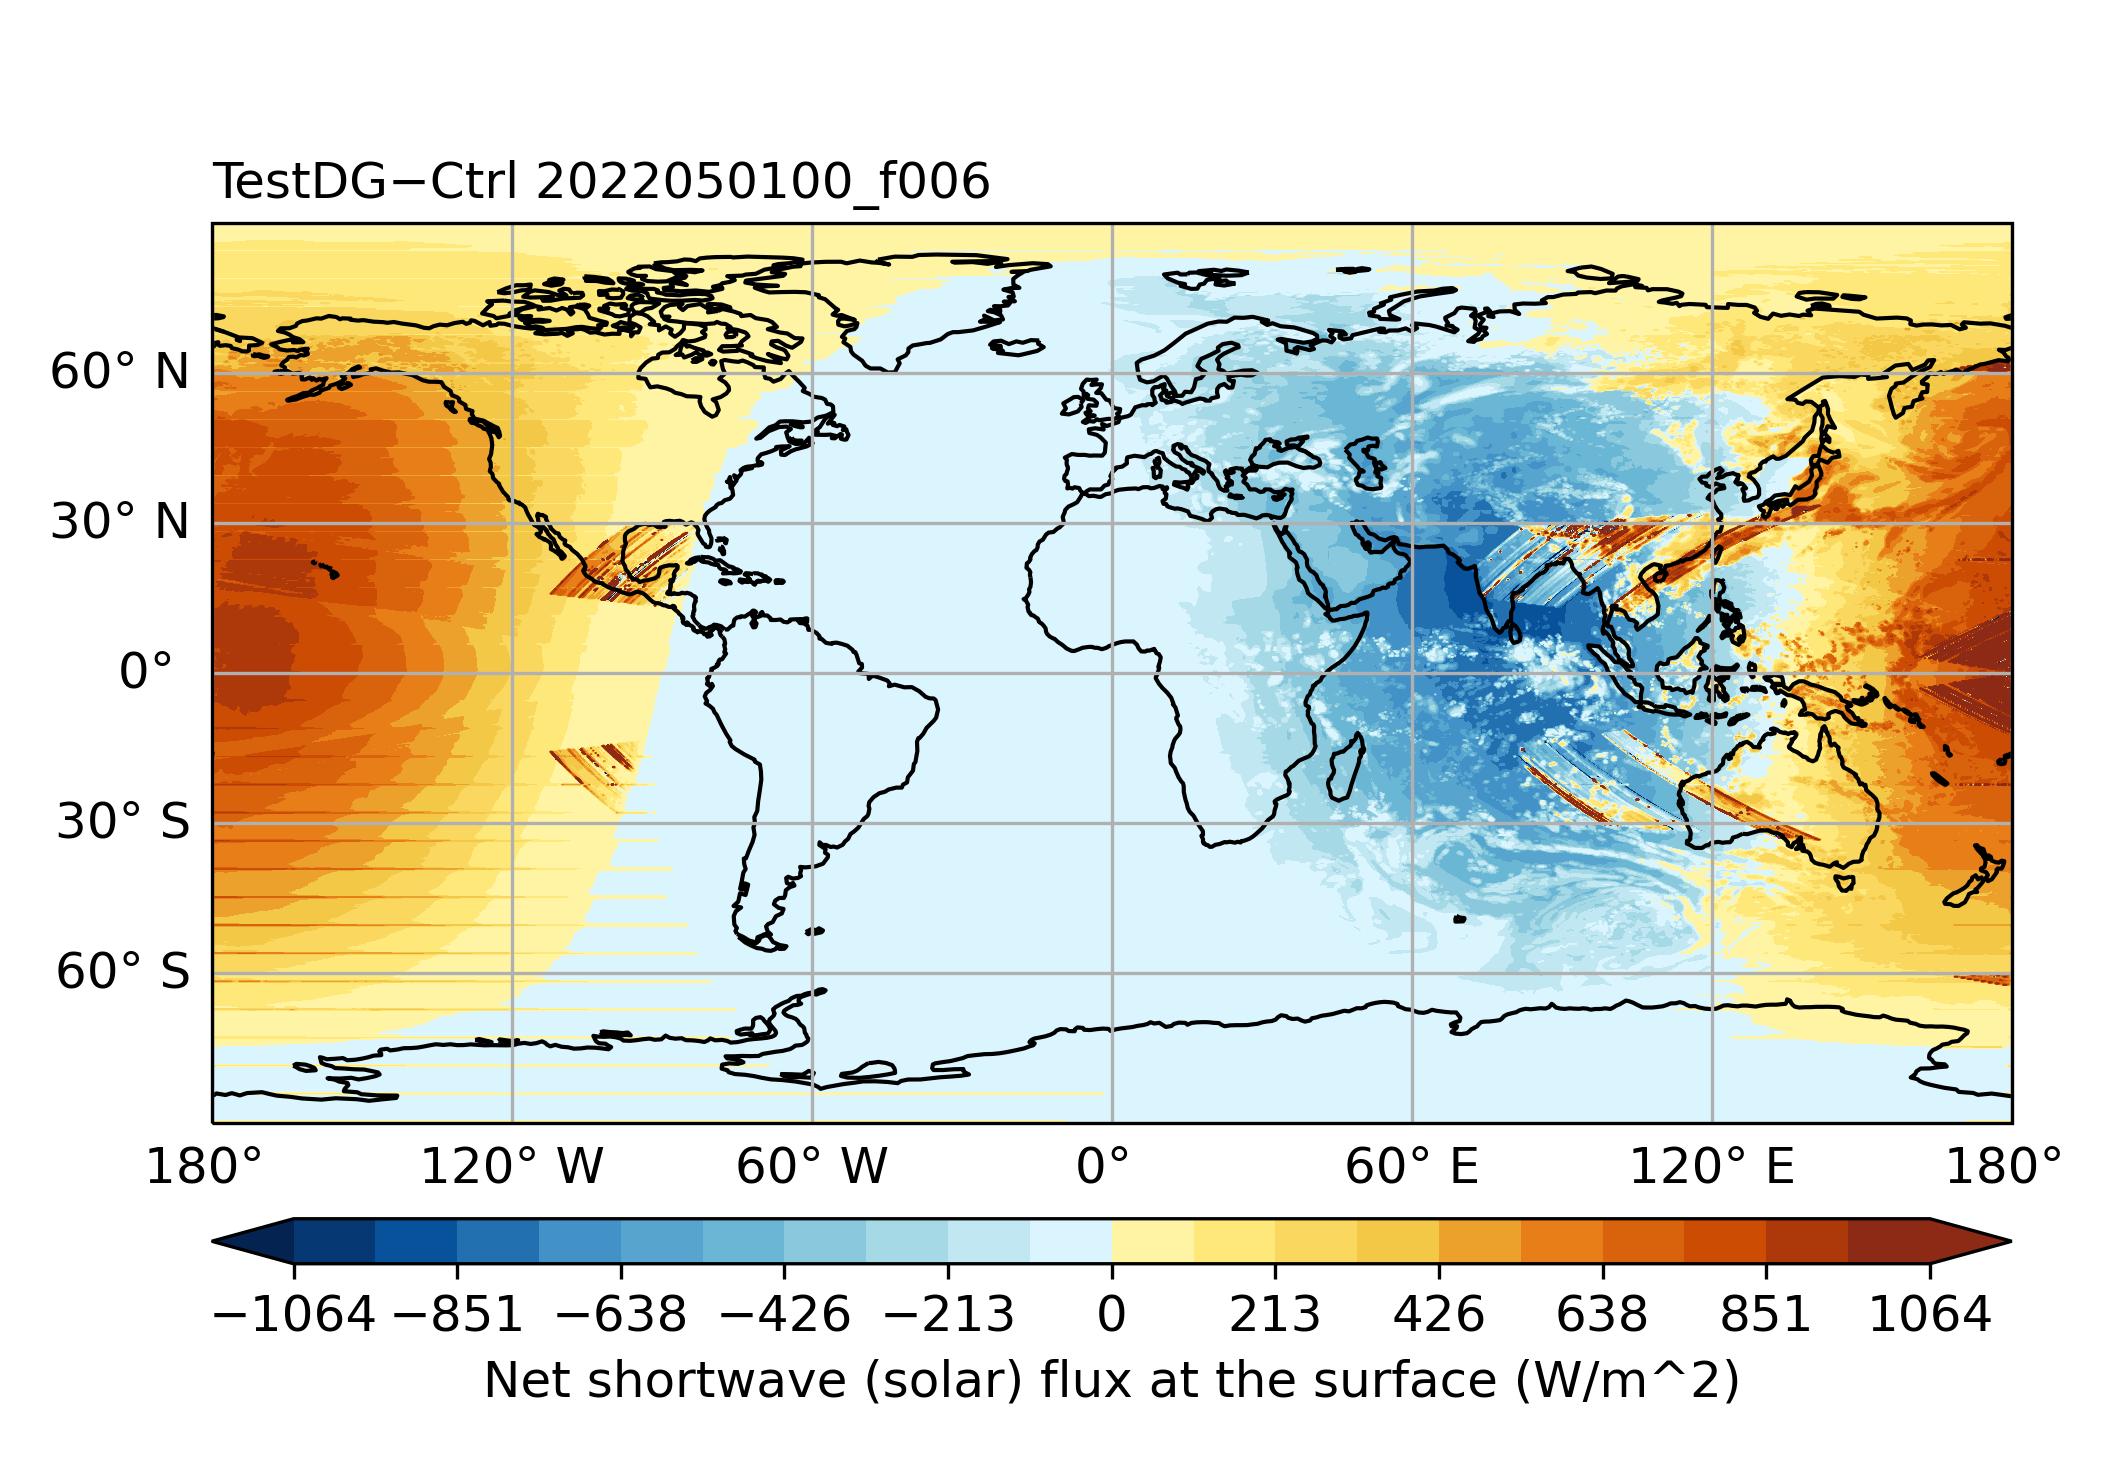 TestDG−Ctrl 2022050100_f006
60° N
30° N
0°
30° S
60° S
180° 120° W 60° W 0° 60° E 120° E 180°
−1064 −851 −638 −426 −213 0 213 426 638 851 1064
Net shortwave (solar) flux at the surface (W/m^2)